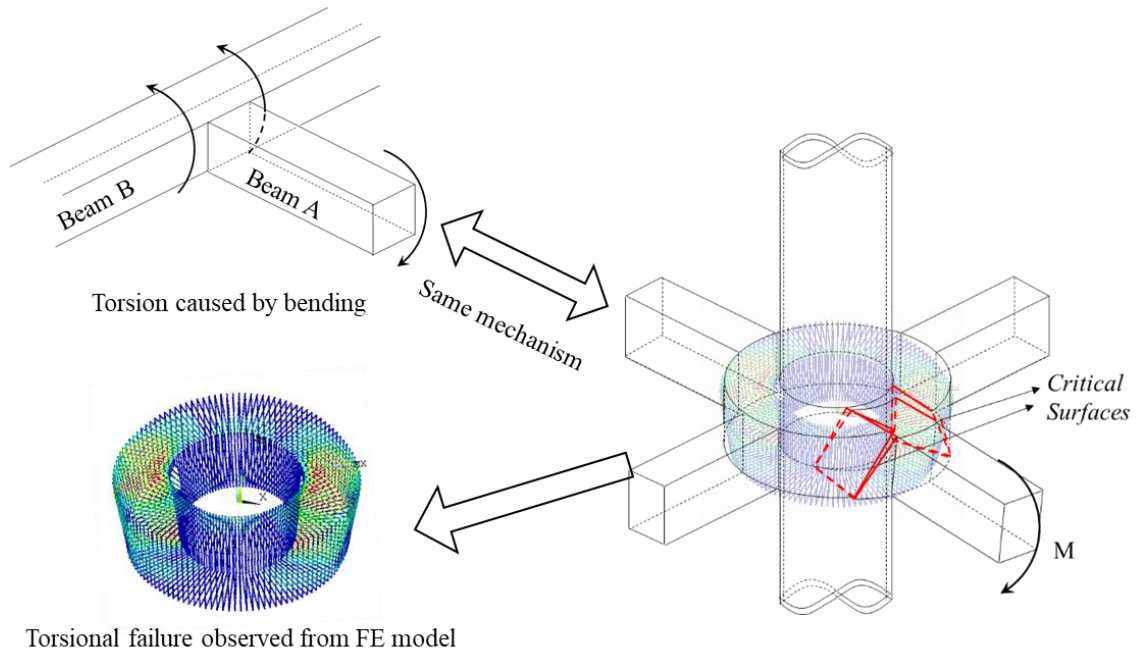 Beam B
Beam A
Torsion caused by bending
Same mechanism
Critical
Surfaces
M
X
Torsional failure observed from FE model